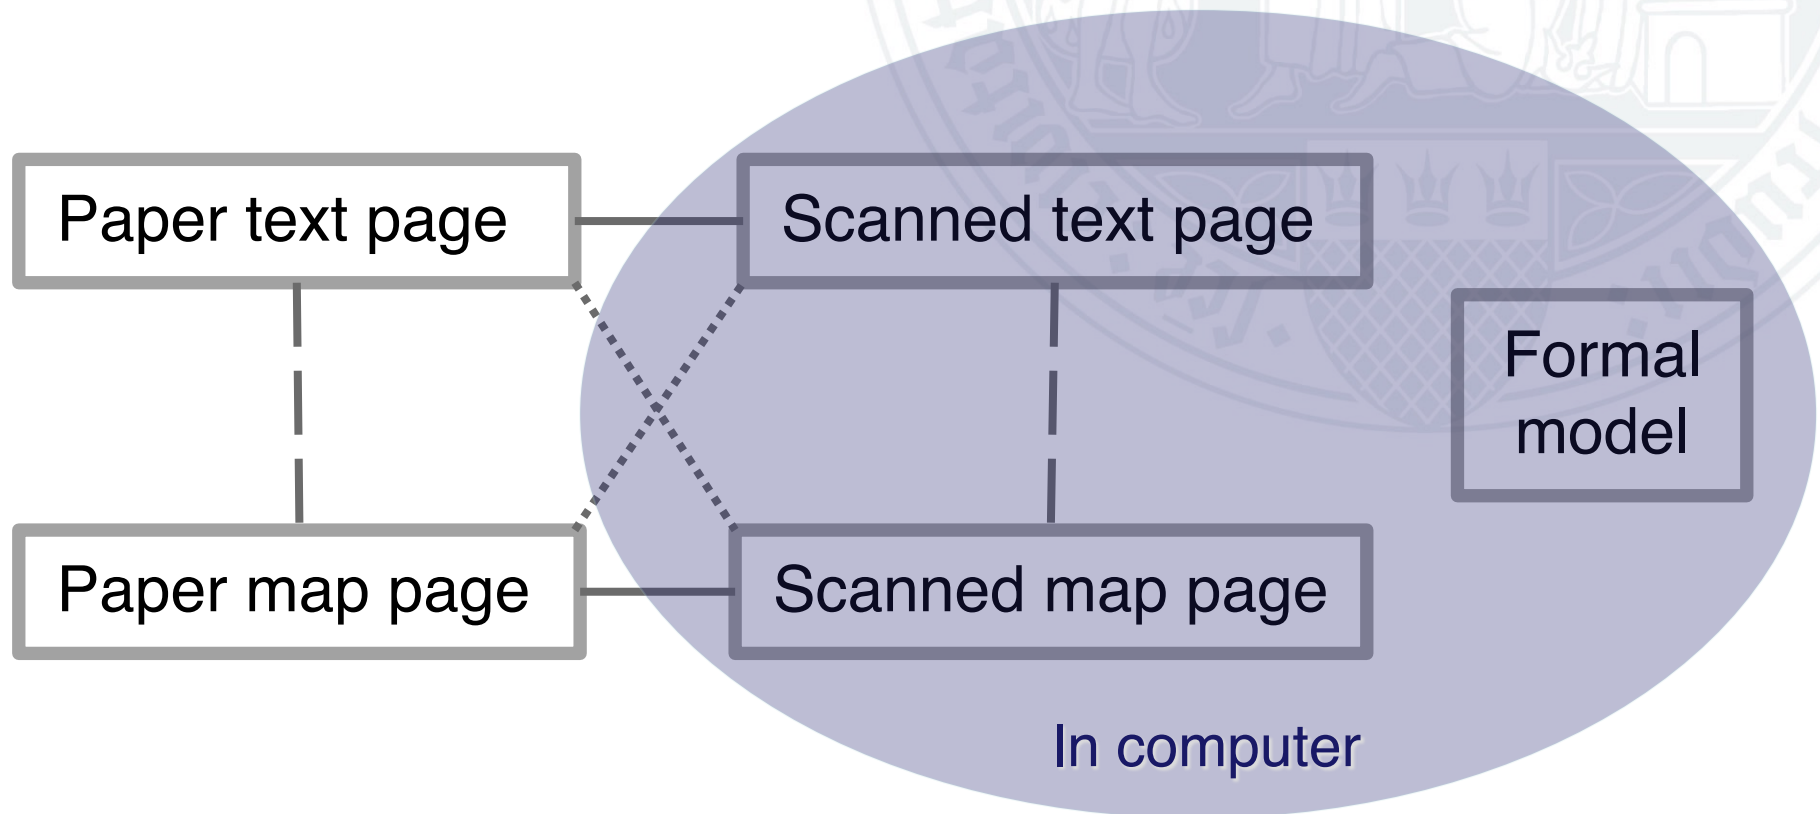 Paper text page
Scanned text page
Formal
model
Paper map page
Scanned map page
In computer